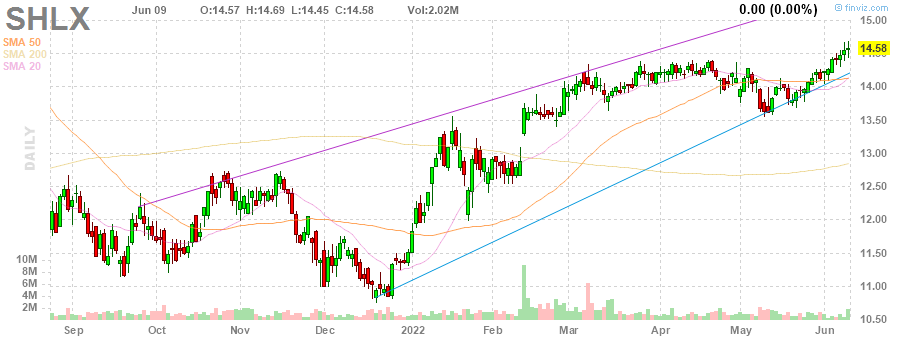 SHLX Jun 09 O:14.57 H:14.69 L:14.45 C:14.58 Vol:2.02M 0.00 (0.00%) © finviz.com
SMA 50
SMA 200
SMA 20
DAILY
15.00
14.58
14.50
14.00
13.50
13.00
12.50
12.00
11.50
11.00
10.50
10M
8M
6M
4M
2M
Sep Oct Nov Dec 2022 Feb Mar Apr May Jun